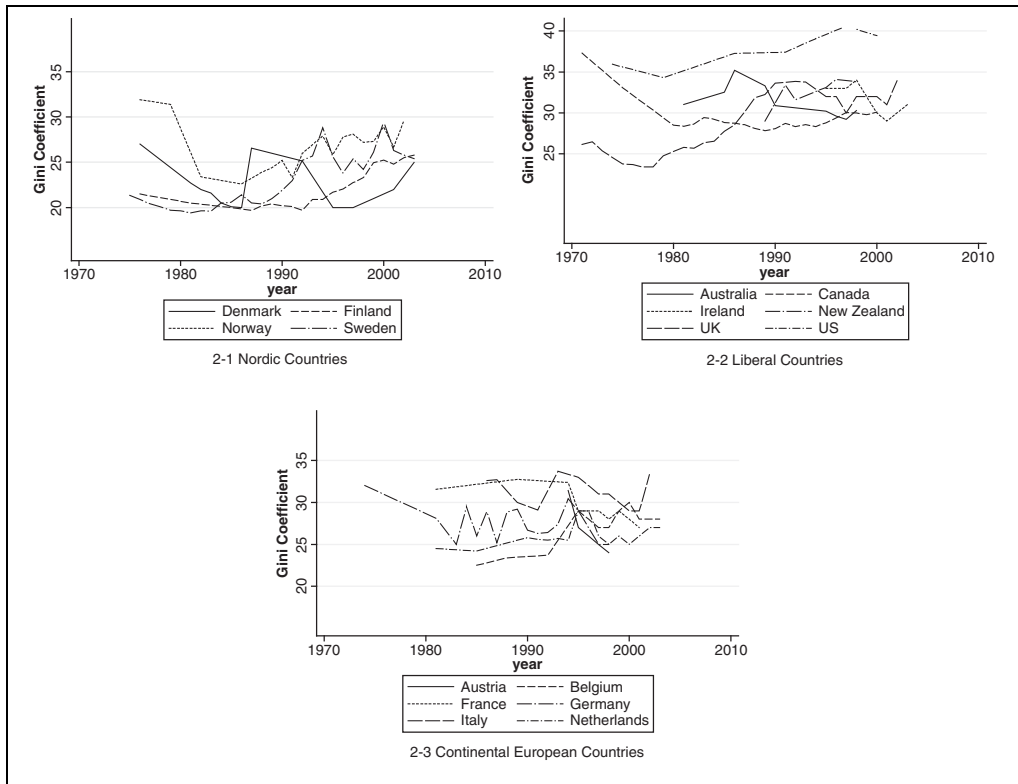 Gini Coefficient
35
30
25
20
1970 1980 1990 2000 2010
year
Denmark Finland
Norway Sweden
2-1 Nordic Countries
Gini Coefficient
40
35
30
25
1970 1980 1990 2000 2010
year
Australia Canada
Ireland New Zealand
UK US
2-2 Liberal Countries
Gini Coefficient
35
30
25
20
1970 1980 1990 2000 2010
year
Austria Belgium
France Germany
Italy Netherlands
2-3 Continental European Countries